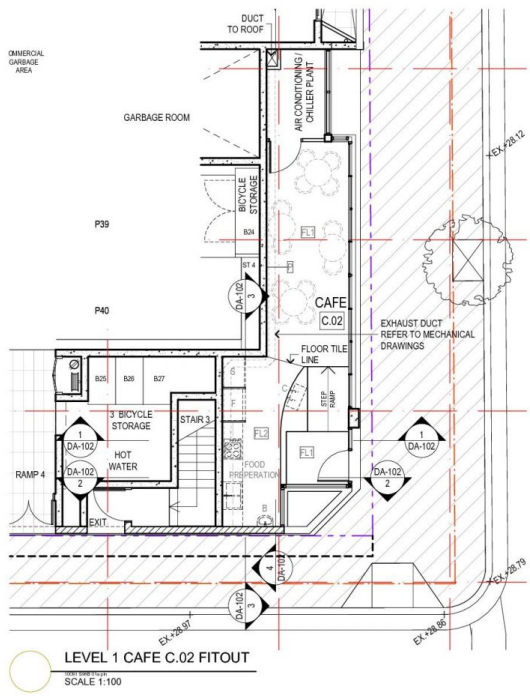 DUCT
TO ROOF
OMMERCIAL
GARBAGE
AREA
AIR CONDITIONING /
CHILLER PLANT
GARBAGE ROOM
EX.+28.12
BICYCLE
STORAGE
P39
B24
FL1
ST 4
DA-102
3
CAFE
C.02
P40
EXHAUST DUCT
REFER TO MECHANICAL
DRAWINGS
FLOOR TILE
LINE
B25
B26
B27
S
F
C
STEP
RAMP
3 BICYCLE
STORAGE
STAIR 3
1
DA-102
FL2
1
DA-102
HOT
WATER
FL1
RAMP 4
DA-102
2
FOOD
PREPARATION
DA-102
2
EXIT
B
4
DA-102
EX.+28.79
DA-102
3
EX.+28.97
EX.+28.86
LEVEL 1 CAFE C.02 FITOUT
SCALE 1:100